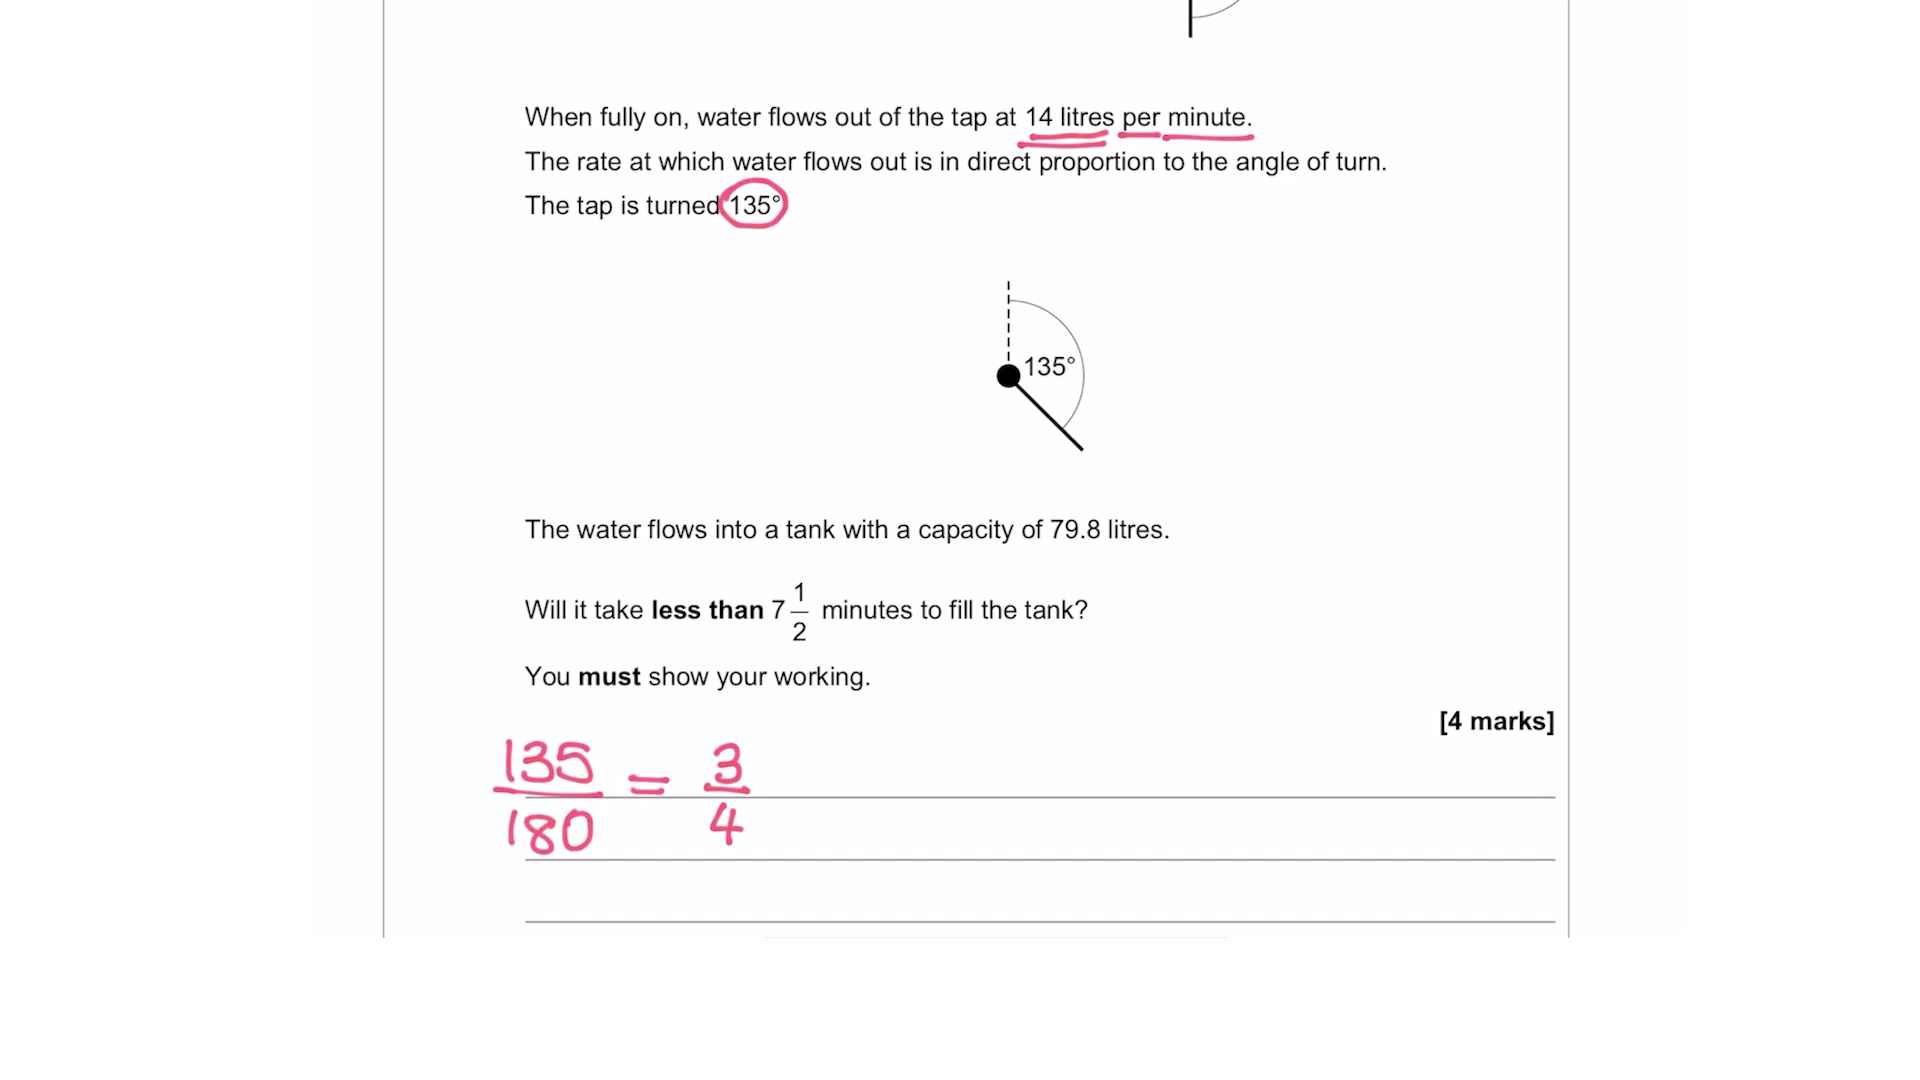 When fully on, water flows out of the tap at 14 litres per minute.
The rate at which water flows out is in direct proportion to the angle of turn.
The tap is turned 135°
135°
The water flows into a tank with a capacity of 79.8 litres.
Will it take less than 7 1/2 minutes to fill the tank?
You must show your working.
[4 marks]
135/180 = 3/4